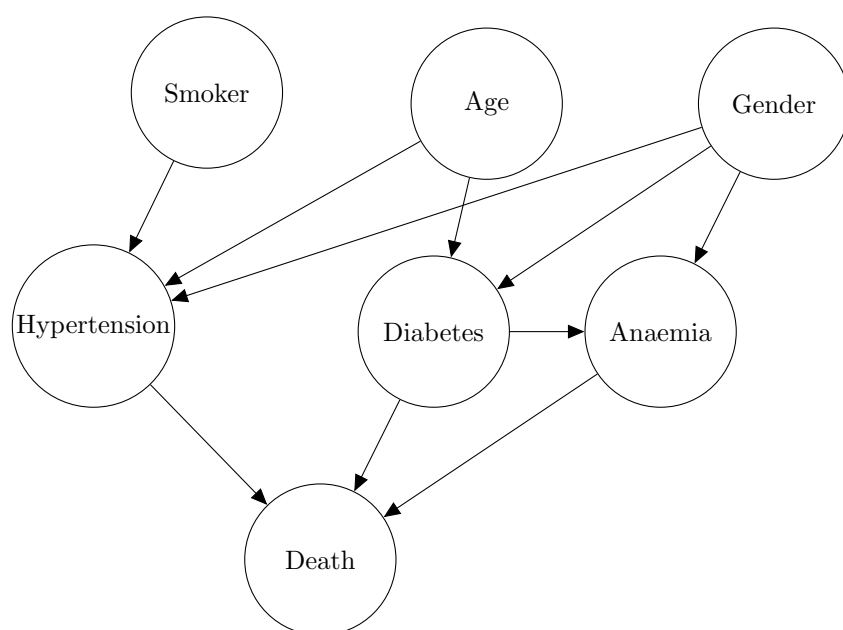 Smoker
Age
Gender
Hypertension
Diabetes
Anaemia
Death